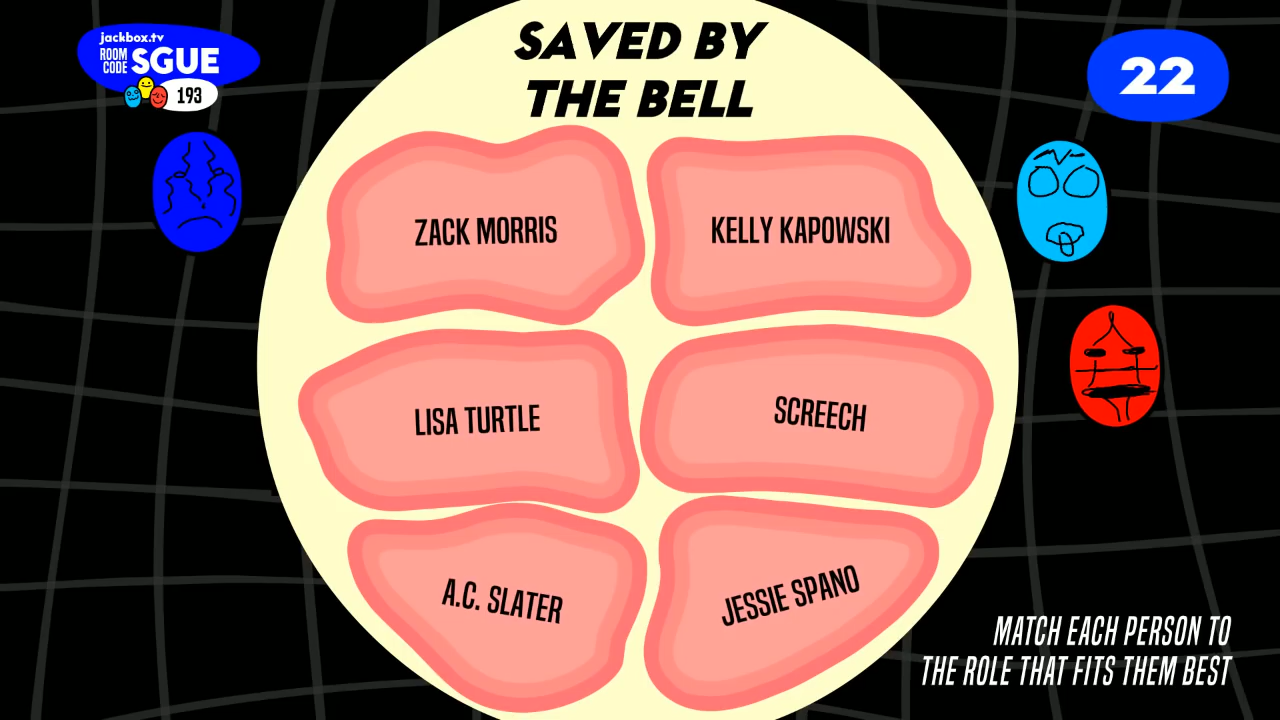 jackbox.tv
ROOM CODE SGUE
193
SAVED BY
THE BELL
22
ZACK MORRIS
KELLY KAPOWSKI
LISA TURTLE
SCREECH
A.C. SLATER
JESSIE SPANO
MATCH EACH PERSON TO
THE ROLE THAT FITS THEM BEST